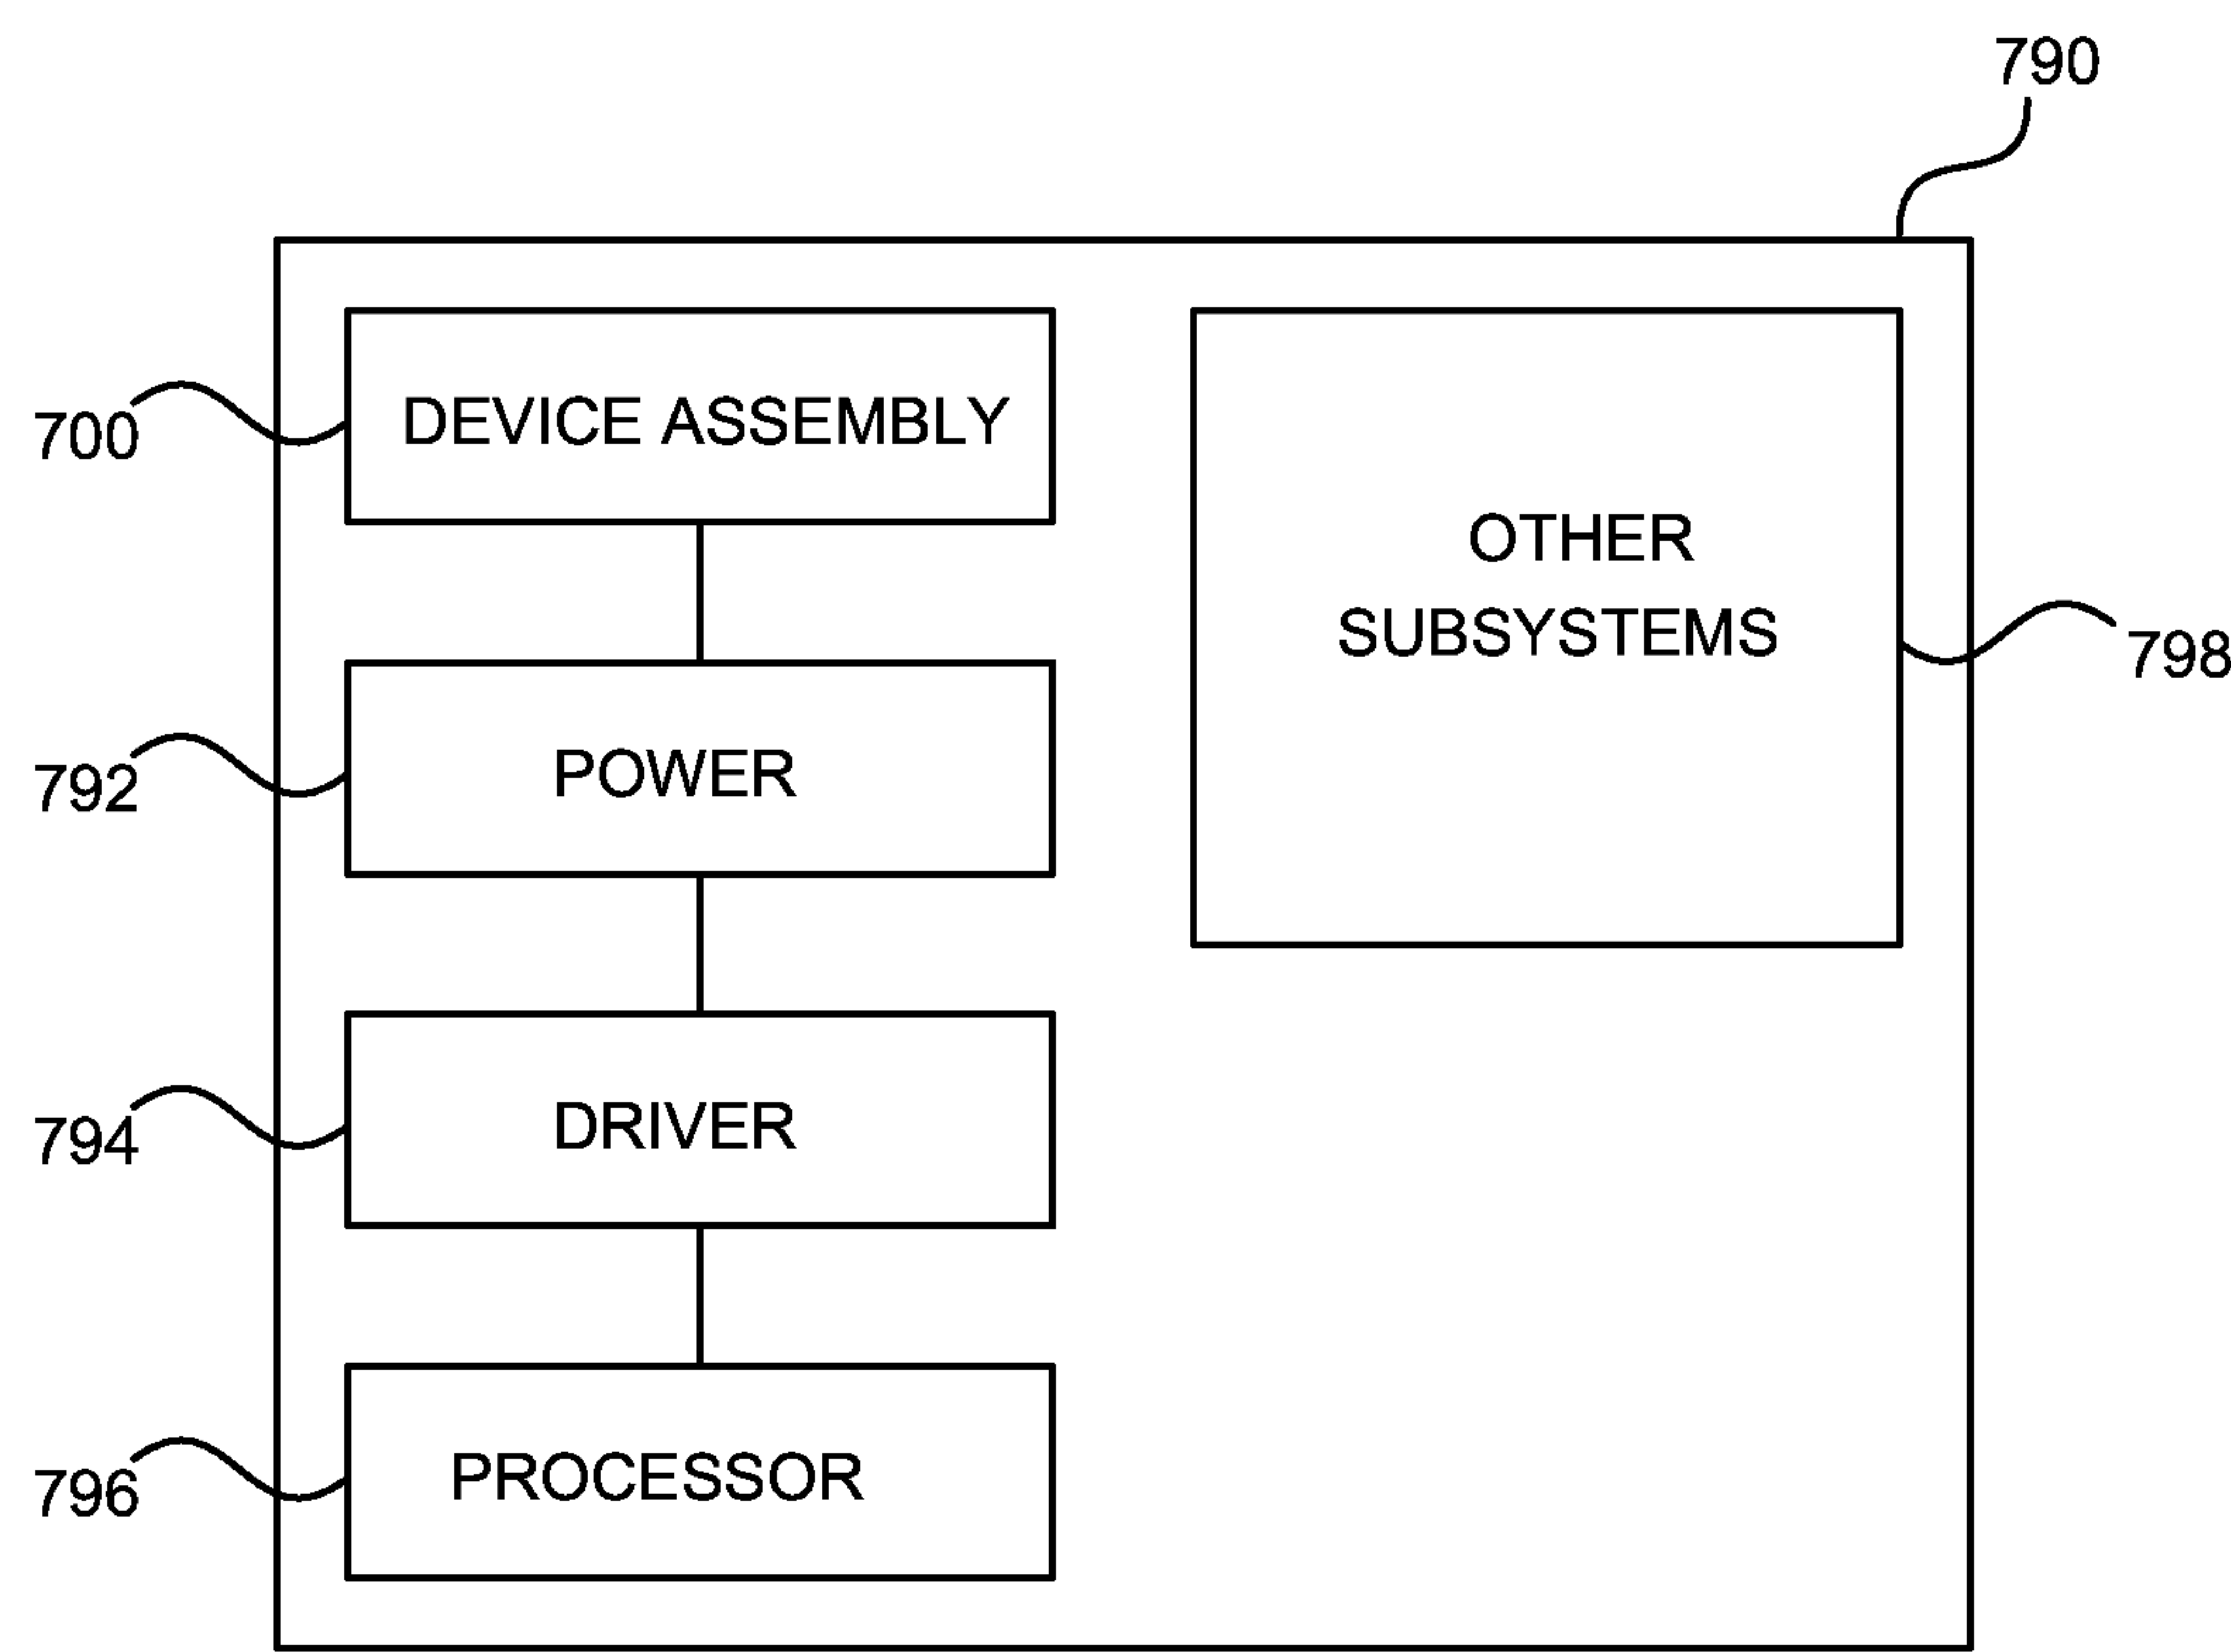 790
700
DEVICE ASSEMBLY
OTHER
SUBSYSTEMS
798
792
POWER
794
DRIVER
796
PROCESSOR